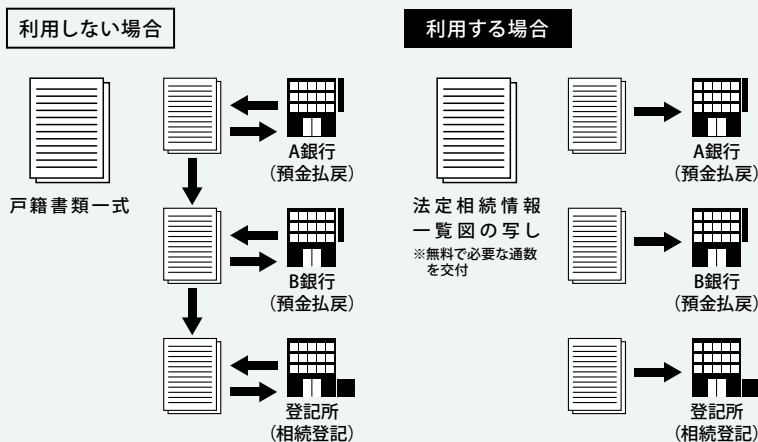 利用しない場合
戸籍書類一式
A銀行
(預金払戻)
B銀行
(預金払戻)
登記所
(相続登記)
利用する場合
法定相続情報
一覧図の写し
※無料で必要な通数
を交付
A銀行
(預金払戻)
B銀行
(預金払戻)
登記所
(相続登記)